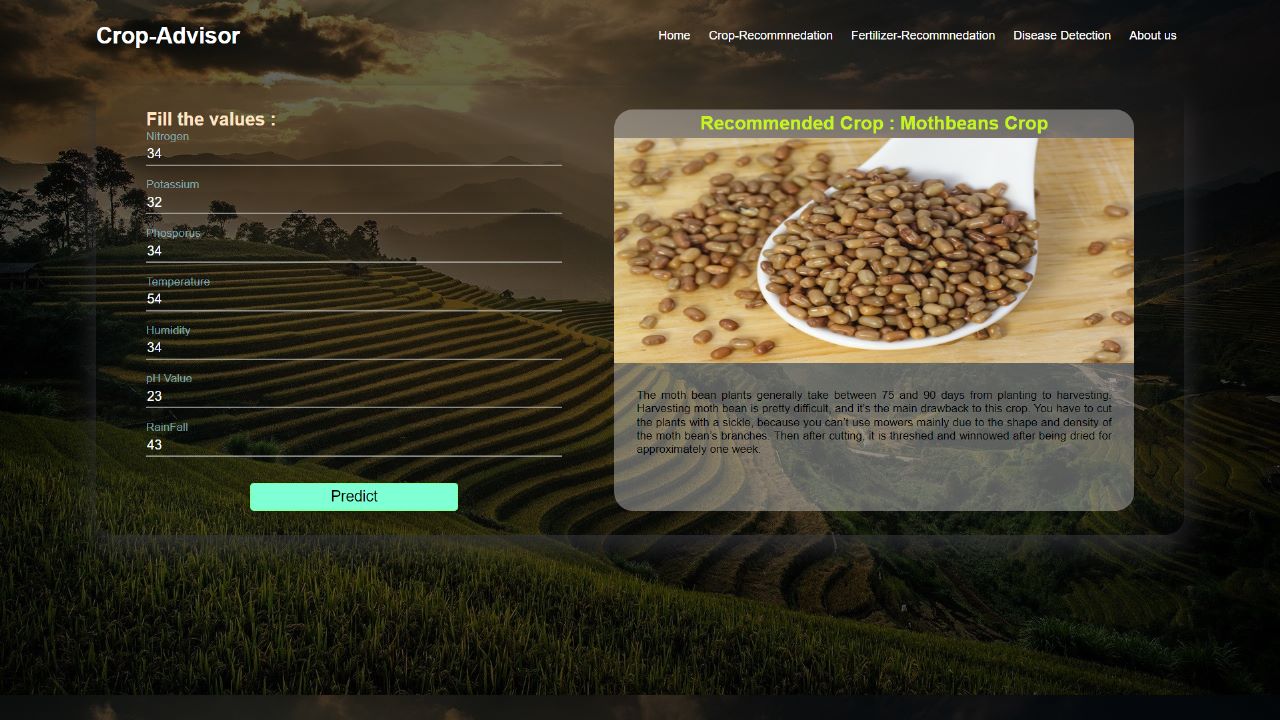 Crop-Advisor
Home Crop-Recommnedation Fertilizer-Recommnedation Disease Detection About us
Fill the values :
Nitrogen
34
Potassium
32
Phosporus
34
Temperature
54
Humidity
34
pH Value
23
RainFall
43
Predict
Recommended Crop : Mothbeans Crop
The moth bean plants generally take between 75 and 90 days from planting to harvesting.
Harvesting moth bean is pretty difficult, and it's the main drawback to this crop. You have to cut
the plants with a sickle, because you can't use mowers mainly due to the shape and density of
the moth bean's branches. Then after cutting, it is threshed and winnowed after being dried for
approximately one week.